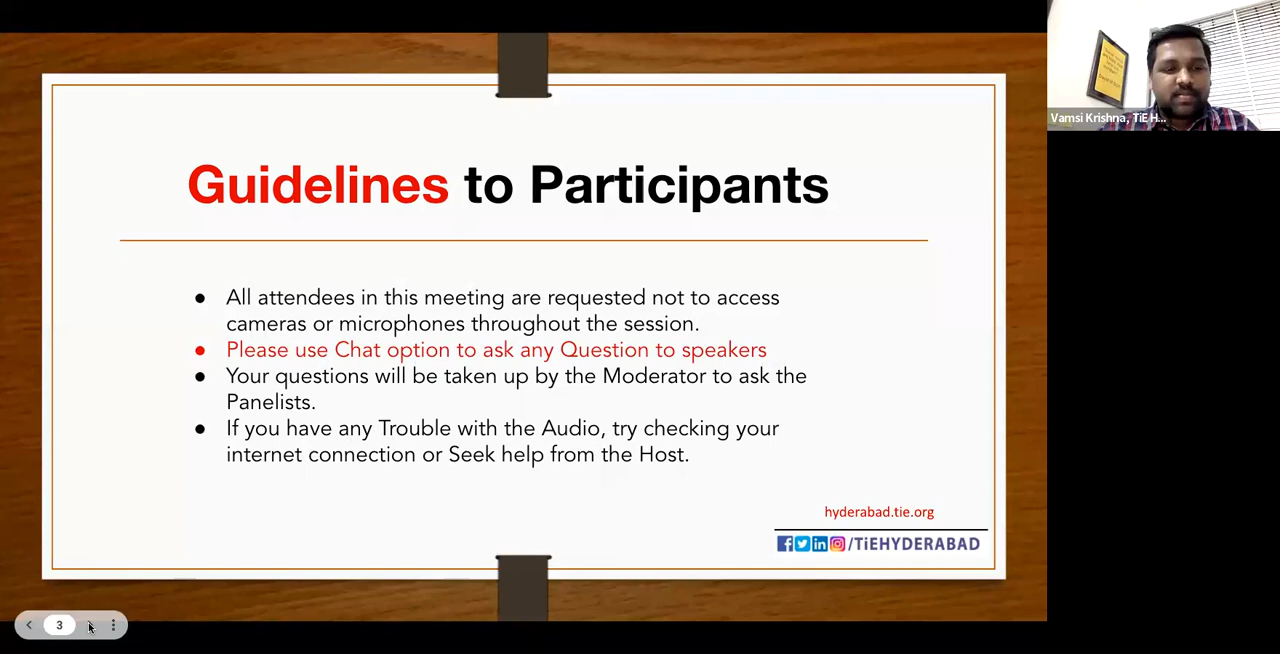 Guidelines to Participants
● All attendees in this meeting are requested not to access
cameras or microphones throughout the session.
● Please use Chat option to ask any Question to speakers
● Your questions will be taken up by the Moderator to ask the
Panelists.
● If you have any Trouble with the Audio, try checking your
internet connection or Seek help from the Host.
hyderabad.tie.org
/TiEHYDERABAD
Vamsi Krishna, TiE H...
3